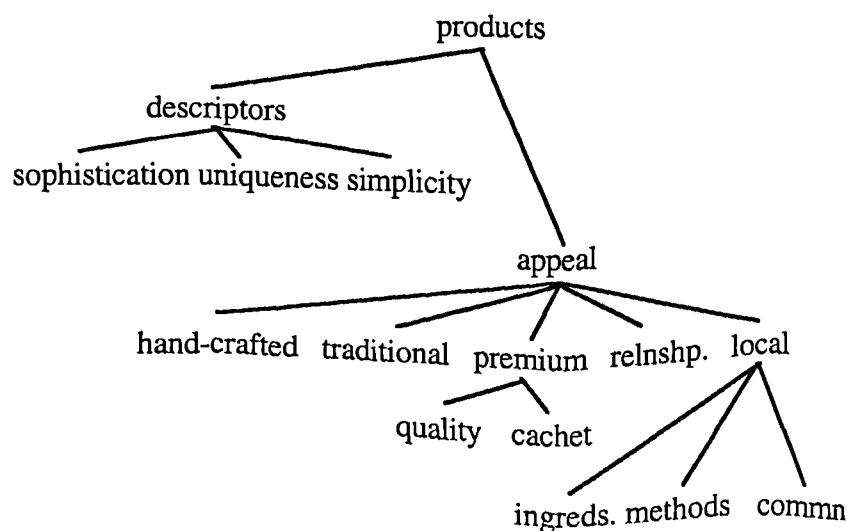 products
descriptors
sophistication uniqueness simplicity
appeal
hand-crafted traditional premium relnshp. local
quality cachet
ingreds. methods commn